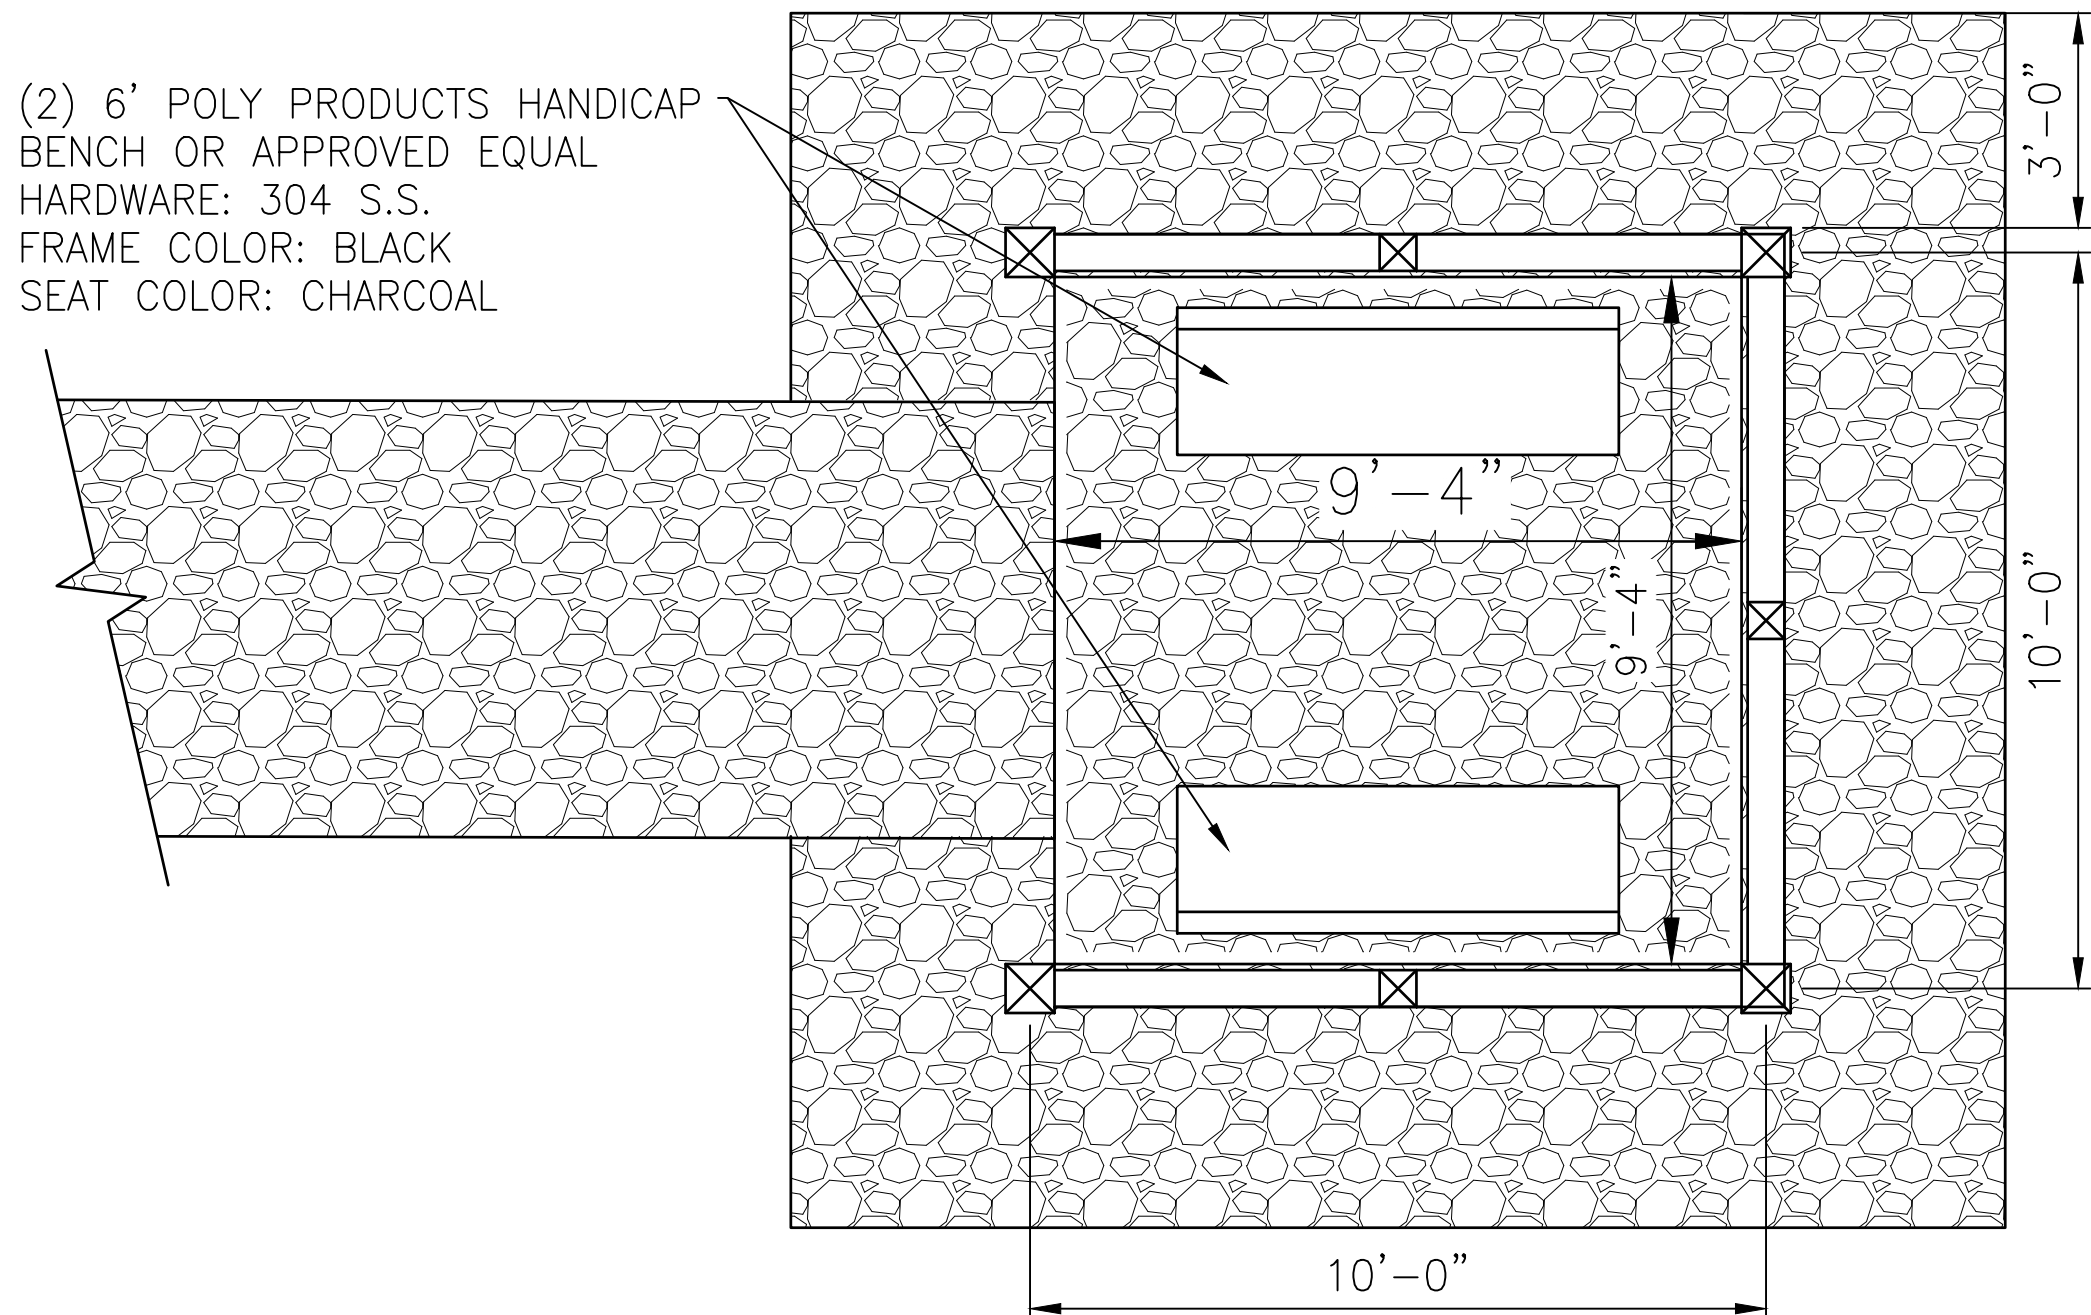 (2) 6' POLY PRODUCTS HANDICAP
BENCH OR APPROVED EQUAL
HARDWARE: 304 S.S.
FRAME COLOR: BLACK
SEAT COLOR: CHARCOAL
3'-0"
9'-4"
9'-4"
10'-0"
10'-0"